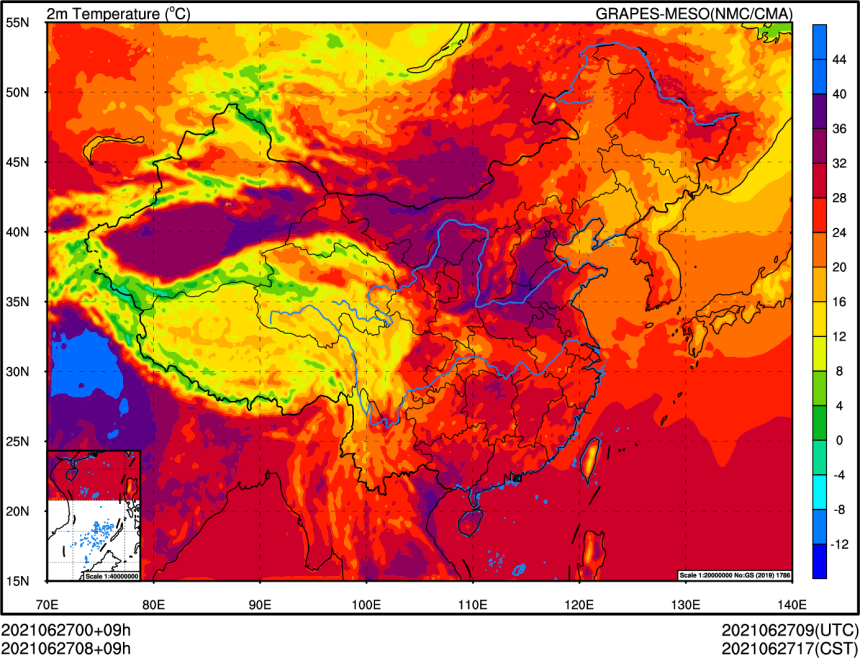 2m Temperature (°C) GRAPES-MESO(NMC/CMA)
55N
50N
45N
40N
35N
30N
25N
20N
15N
44
40
36
32
28
24
20
16
12
8
4
0
-4
-8
-12
Scale 1:40000000
Scale 1:20000000 No:GS (2019) 1786
70E 80E 90E 100E 110E 120E 130E 140E
2021062700+09h 2021062709(UTC)
2021062708+09h 2021062717(CST)